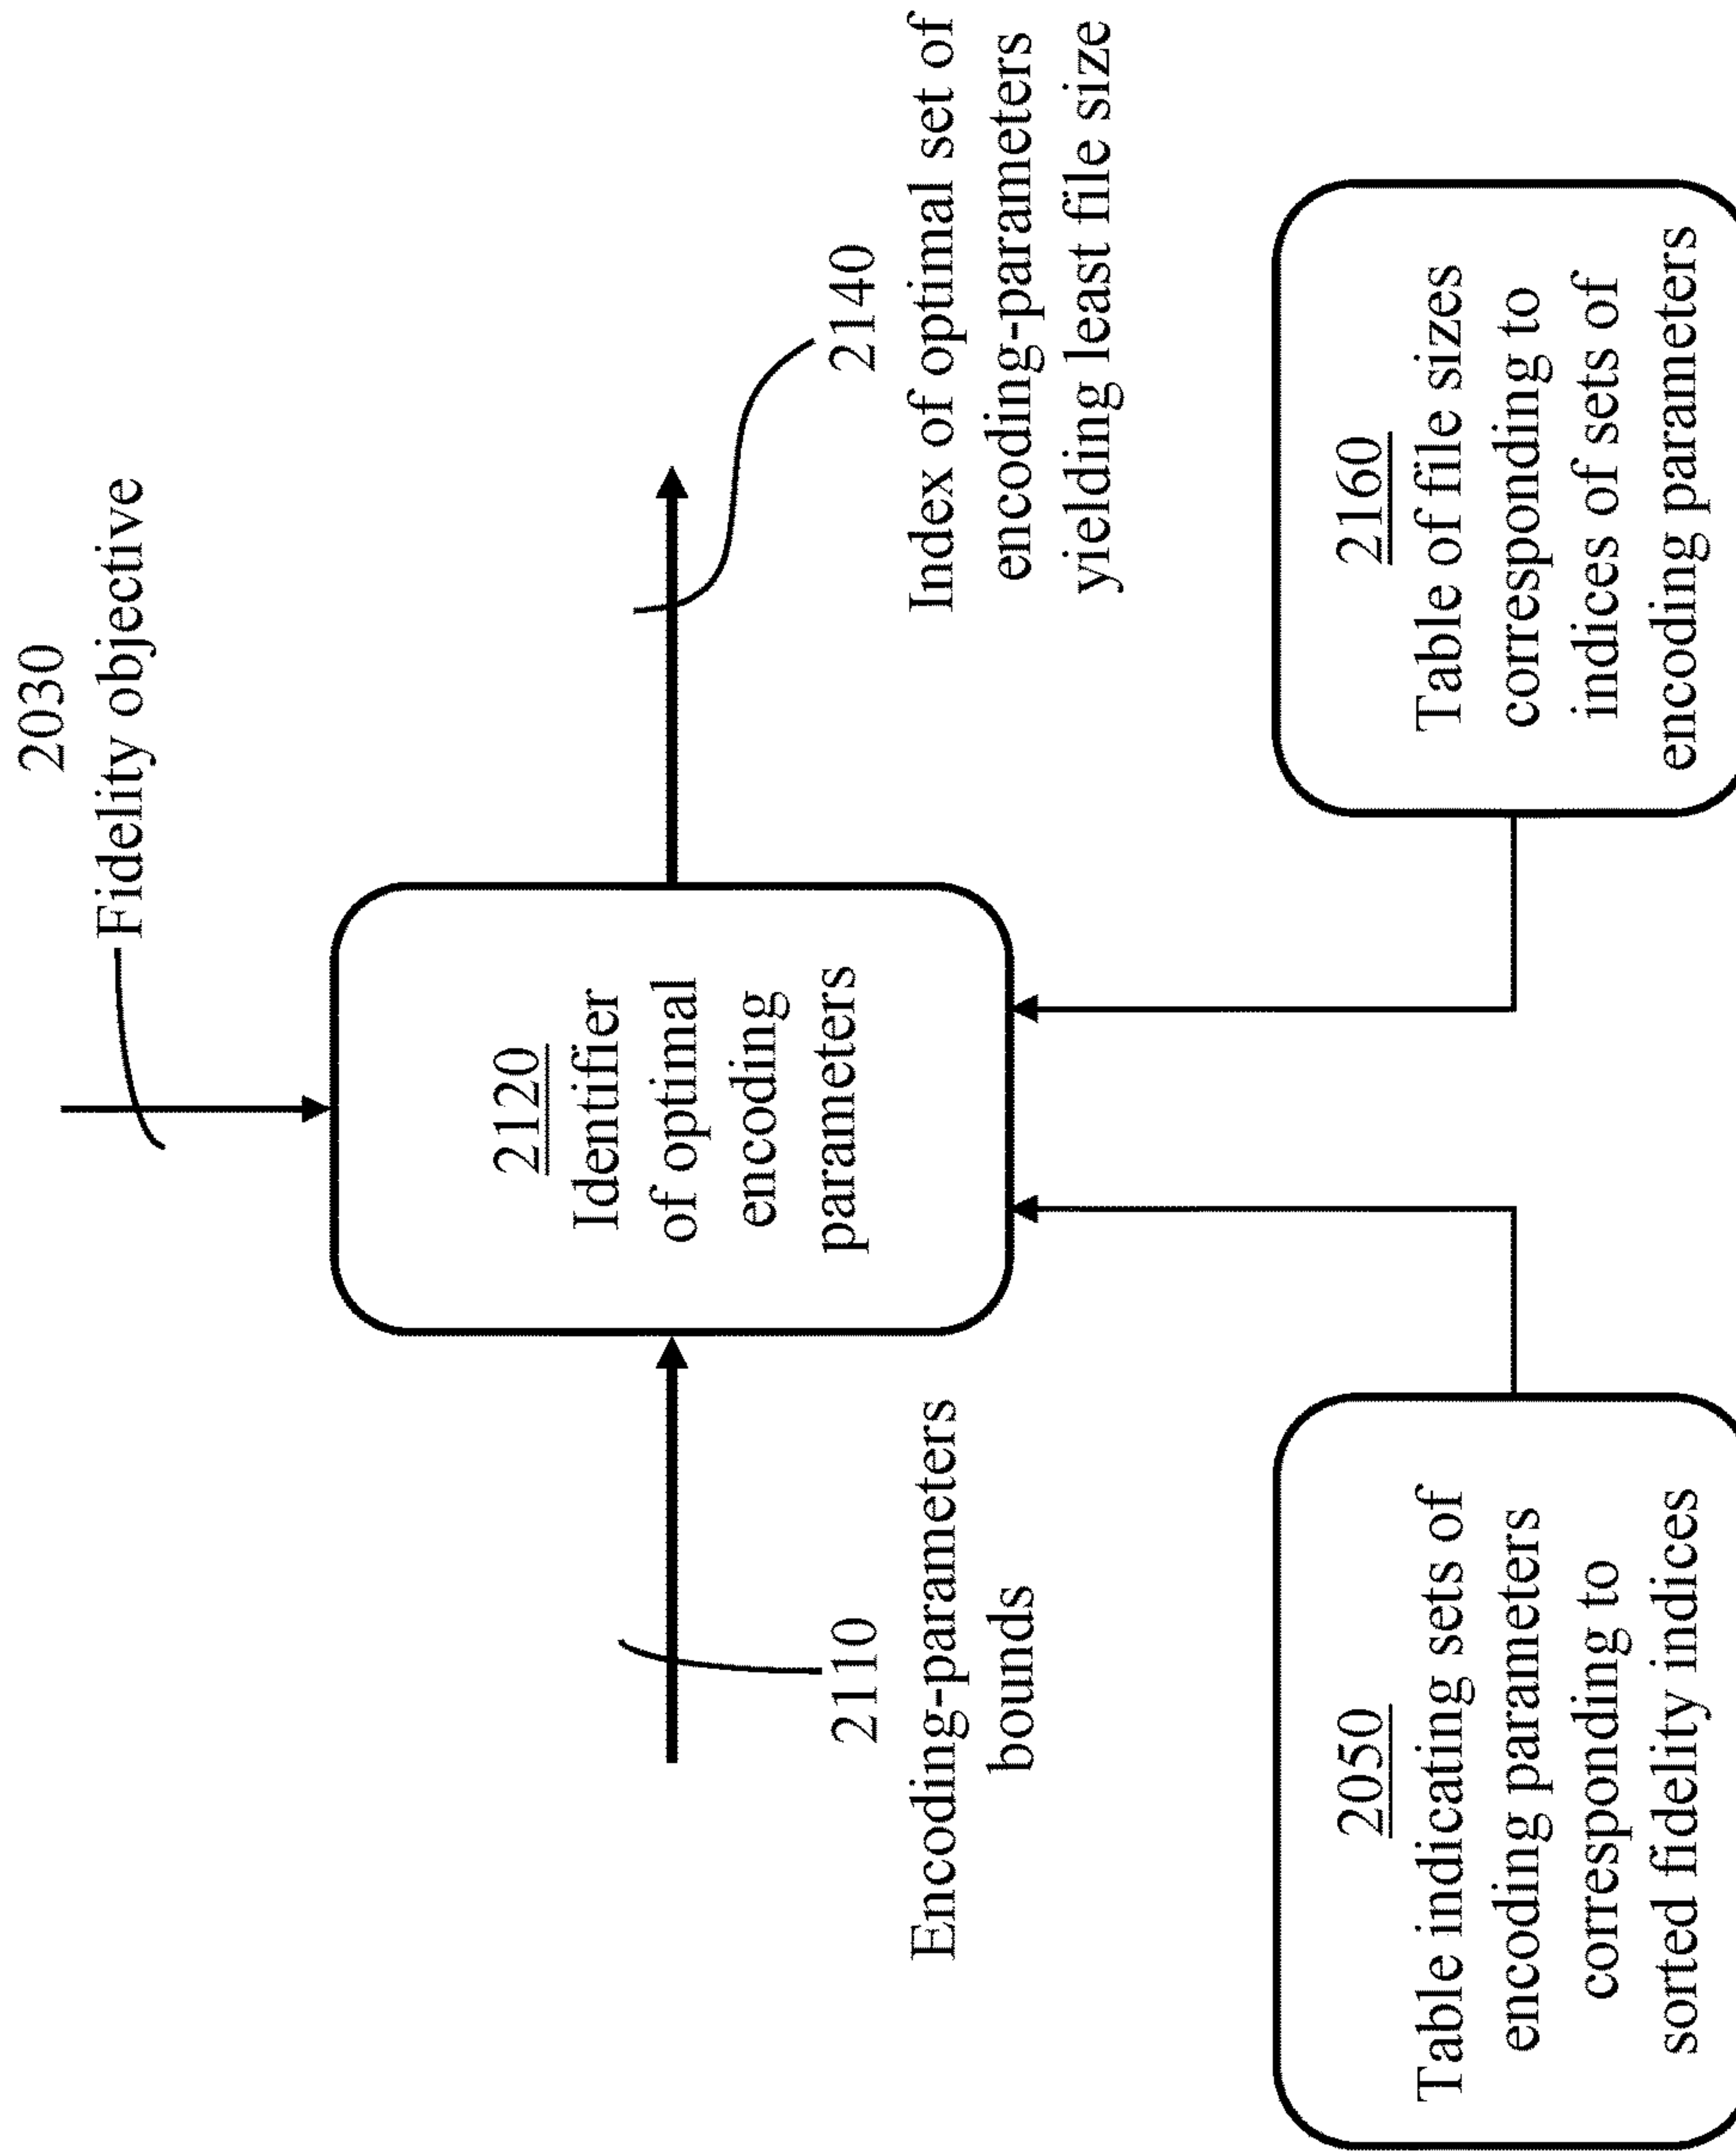 2030
Fidelity objective
2120
Identifier
of optimal
encoding
parameters
2110
Encoding-parameters
bounds
2140
Index of optimal set of
encoding-parameters
yielding least file size
2050
Table indicating sets of
encoding parameters
corresponding to
sorted fidelity indices
2160
Table of file sizes
corresponding to
indices of sets of
encoding parameters